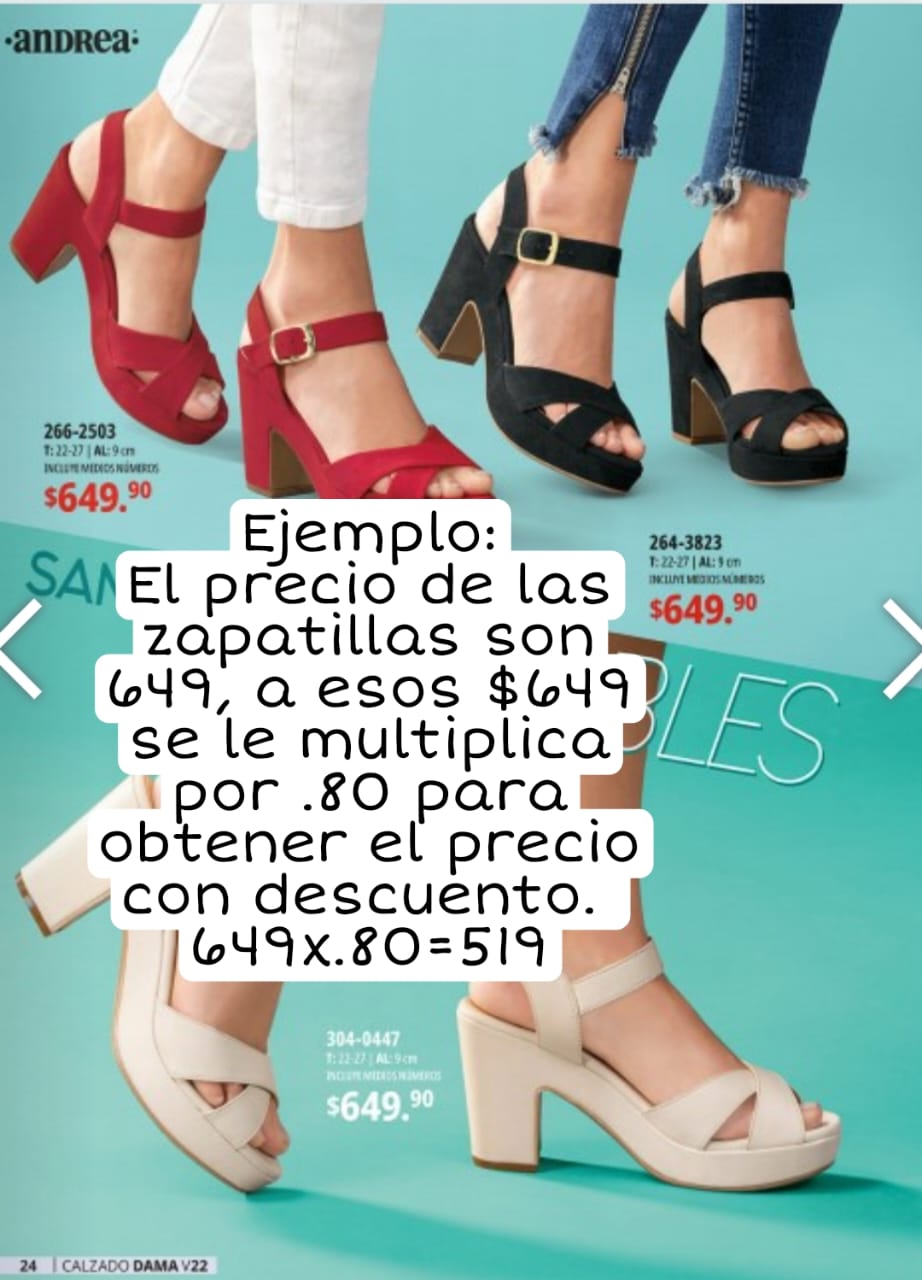 ·andrea·
266-2503
T: 22-27 | AL: 9 cm
INCLUYE MEDIOS NÚMEROS
$649.90
264-3823
T: 22-27 | AL: 9 cm
INCLUYE MEDIOS NÚMEROS
$649.90
SAN
BLES
Ejemplo:
El precio de las
zapatillas son
649, a esos $649
se le multiplica
por .80 para
obtener el precio
con descuento.
649x.80=519
304-0447
T: 22-27 | AL: 9 cm
INCLUYE MEDIOS NÚMEROS
$649.90
24 | CALZADO DAMA V22